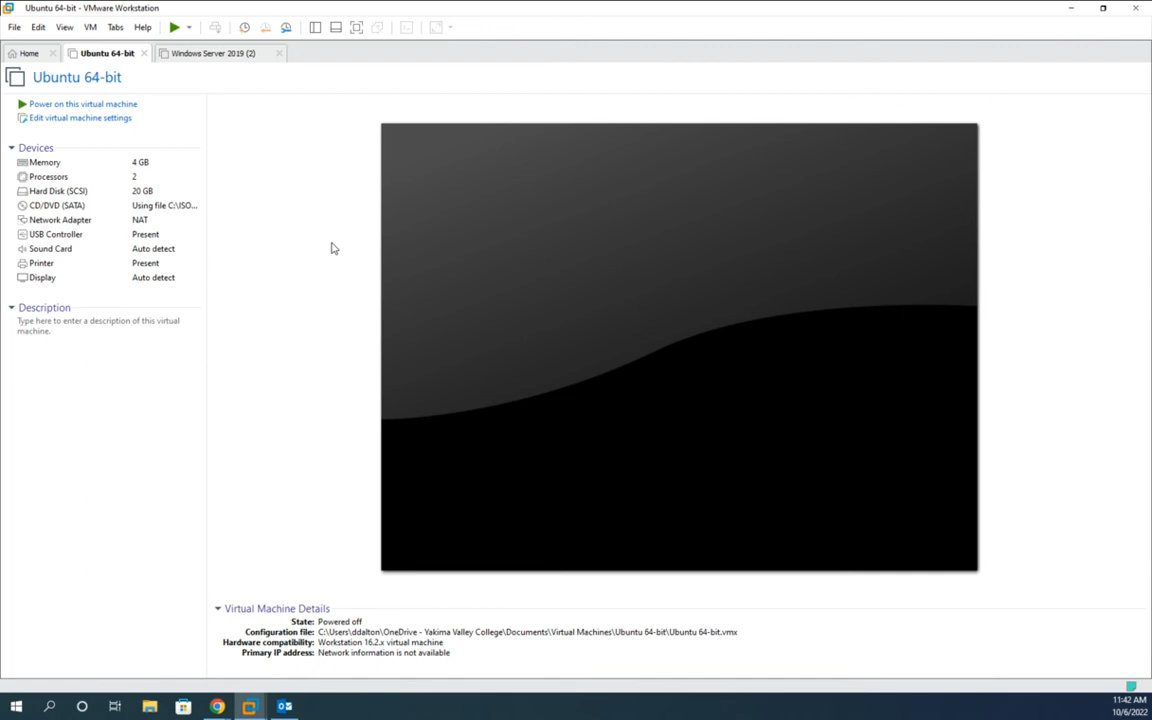 Ubuntu 64-bit - VMware Workstation
File Edit View VM Tabs Help
Home Ubuntu 64-bit Windows Server 2019 (2)
Ubuntu 64-bit
Power on this virtual machine
Edit virtual machine settings
Devices
Memory 4 GB
Processors 2
Hard Disk (SCSI) 20 GB
CD/DVD (SATA) Using file C:\ISO...
Network Adapter NAT
USB Controller Present
Sound Card Auto detect
Printer Present
Display Auto detect
Description
Type here to enter a description of this virtual
machine.
Virtual Machine Details
State: Powered off
Configuration file: C:\Users\ddalton\OneDrive - Yakima Valley College\Documents\Virtual Machines\Ubuntu 64-bit\Ubuntu 64-bit.vmx
Hardware compatibility: Workstation 16.2.x virtual machine
Primary IP address: Network information is not available
11:42 AM
10/6/2022